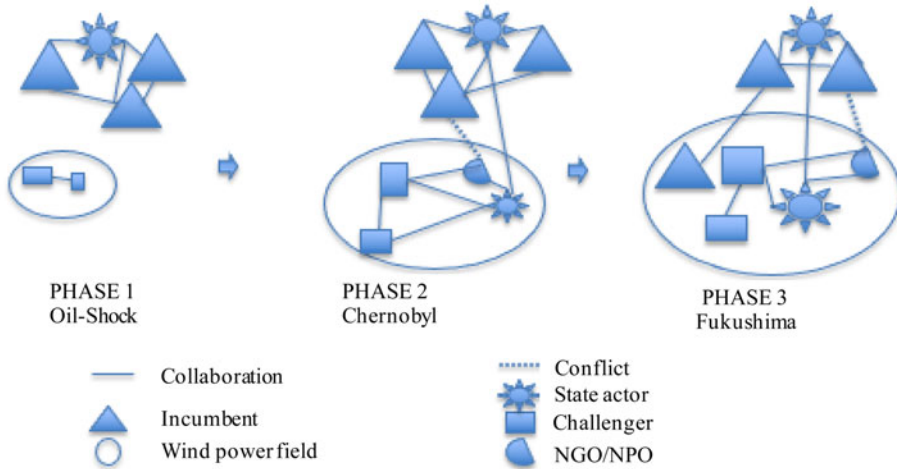 PHASE 1
Oil-Shock
PHASE 2
Chernobyl
PHASE 3
Fukushima
Collaboration
Incumbent
Wind power field
Conflict
State actor
Challenger
NGO/NPO